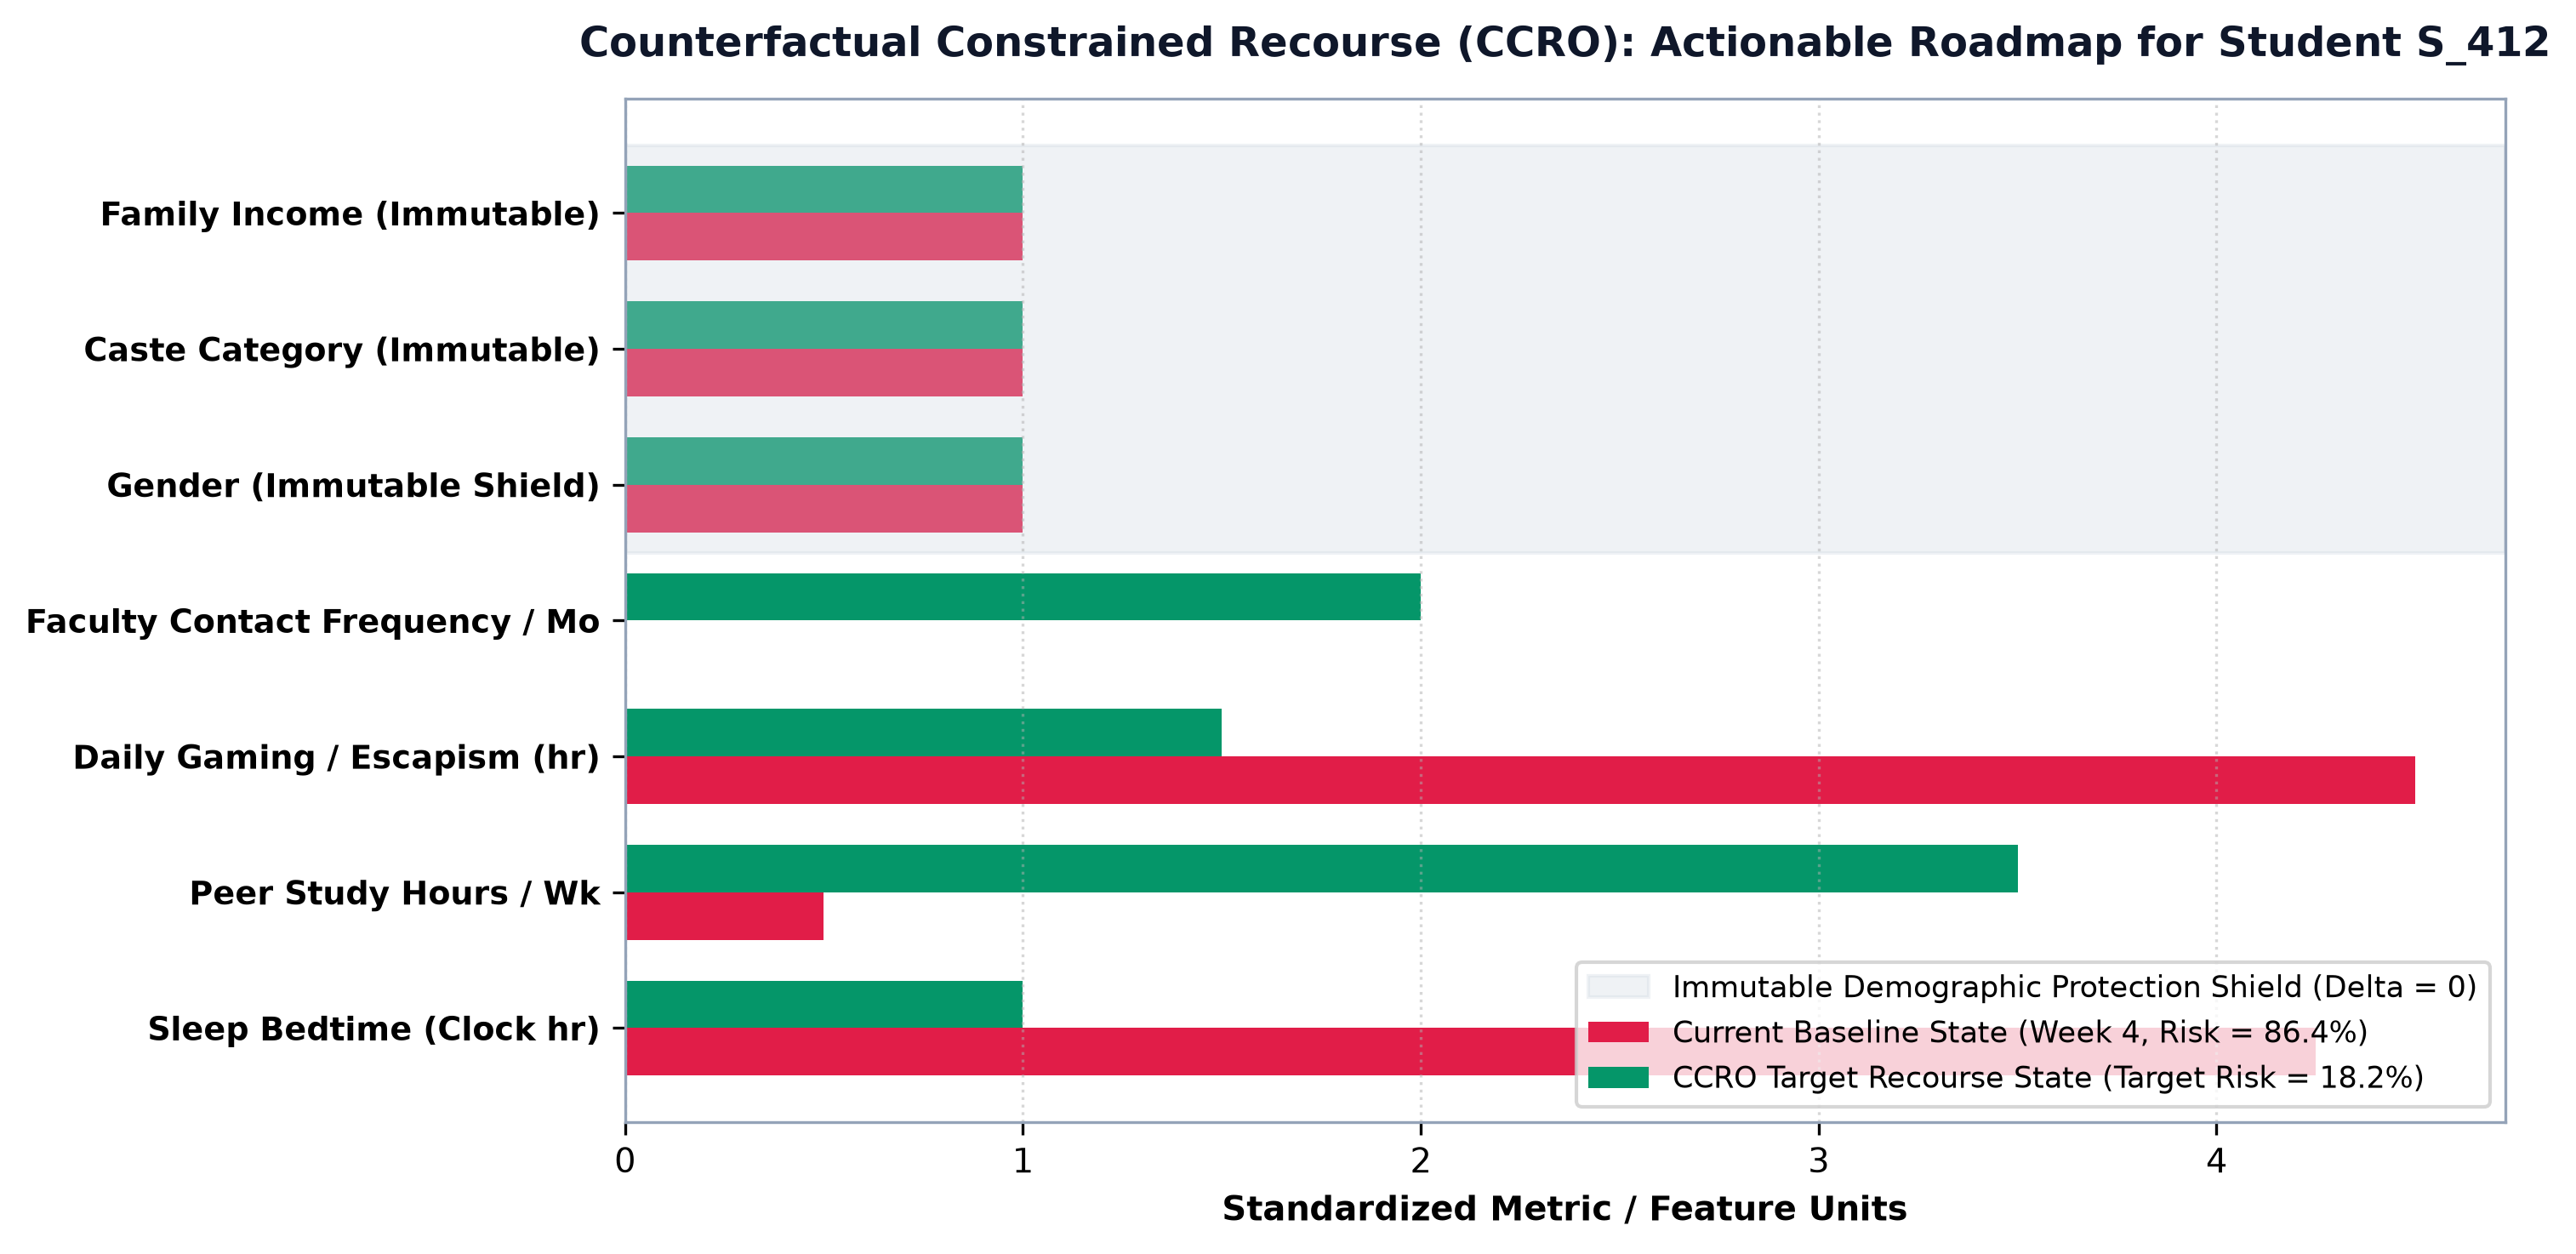 Counterfactual Constrained Recourse (CCRO): Actionable Roadmap for Student S_412
Family Income (Immutable)
Caste Category (Immutable)
Gender (Immutable Shield)
Faculty Contact Frequency / Mo
Daily Gaming / Escapism (hr)
Peer Study Hours / Wk
Sleep Bedtime (Clock hr)
Immutable Demographic Protection Shield (Delta = 0)
Current Baseline State (Week 4, Risk = 86.4%)
CCRO Target Recourse State (Target Risk = 18.2%)
0 1 2 3 4
Standardized Metric / Feature Units